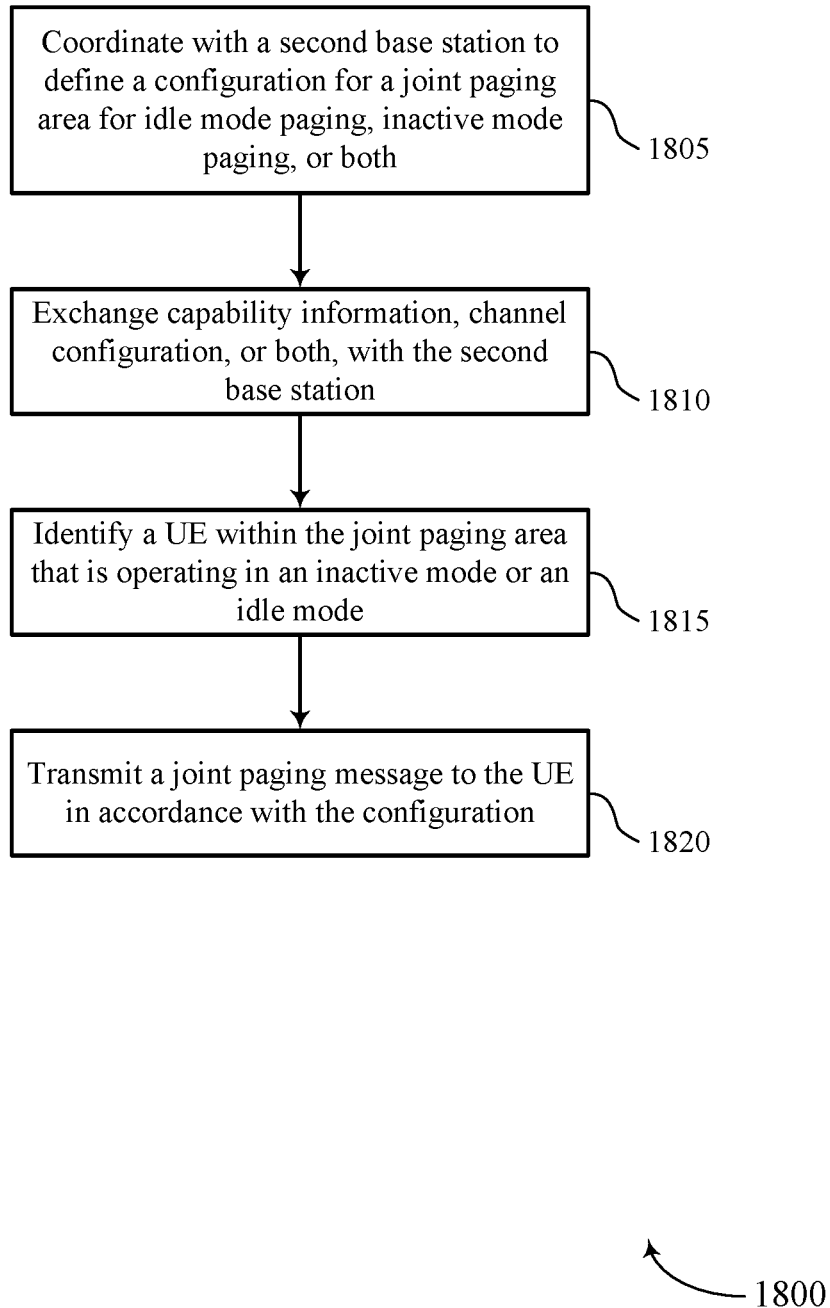 Coordinate with a second base station to
define a configuration for a joint paging
area for idle mode paging, inactive mode
paging, or both
1805
Exchange capability information, channel
configuration, or both, with the second
base station
1810
Identify a UE within the joint paging area
that is operating in an inactive mode or an
idle mode
1815
Transmit a joint paging message to the UE
in accordance with the configuration
1820
1800